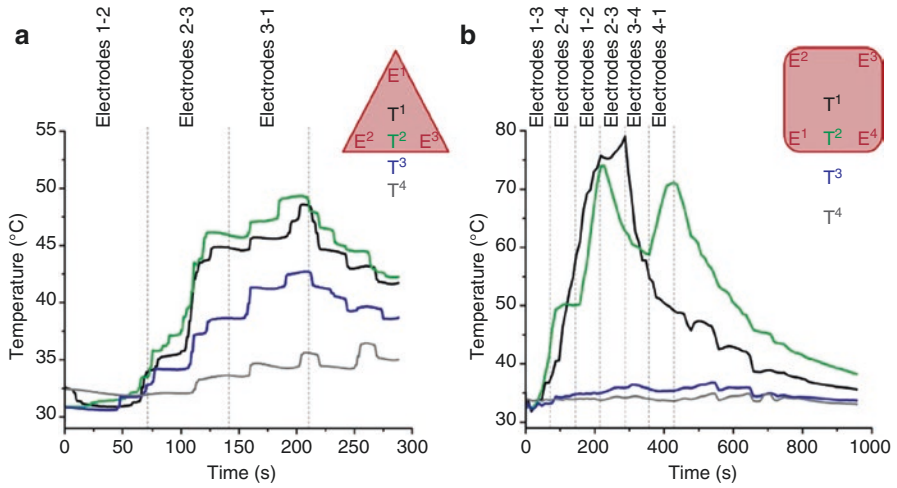 a
Electrodes 1-2
Electrodes 2-3
Electrodes 3-1
E1
T1
E2
T2
E3
T3
T4
55
50
45
40
35
30
Temperature (°C)
0
50
100
150
200
250
300
Time (s)
b
Electrodes 1-3
Electrodes 2-4
Electrodes 1-2
Electrodes 2-3
Electrodes 3-4
Electrodes 4-1
E2
E3
T1
E1
T2
E4
T3
T4
80
70
60
50
40
30
Temperature (°C)
0
200
400
600
800
1000
Time (s)